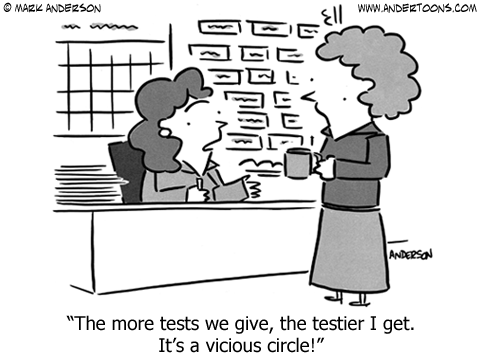 © MARK ANDERSON
WWW.ANDERTOONS.COM
ANDERSON
“The more tests we give, the testier I get.
It’s a vicious circle!”